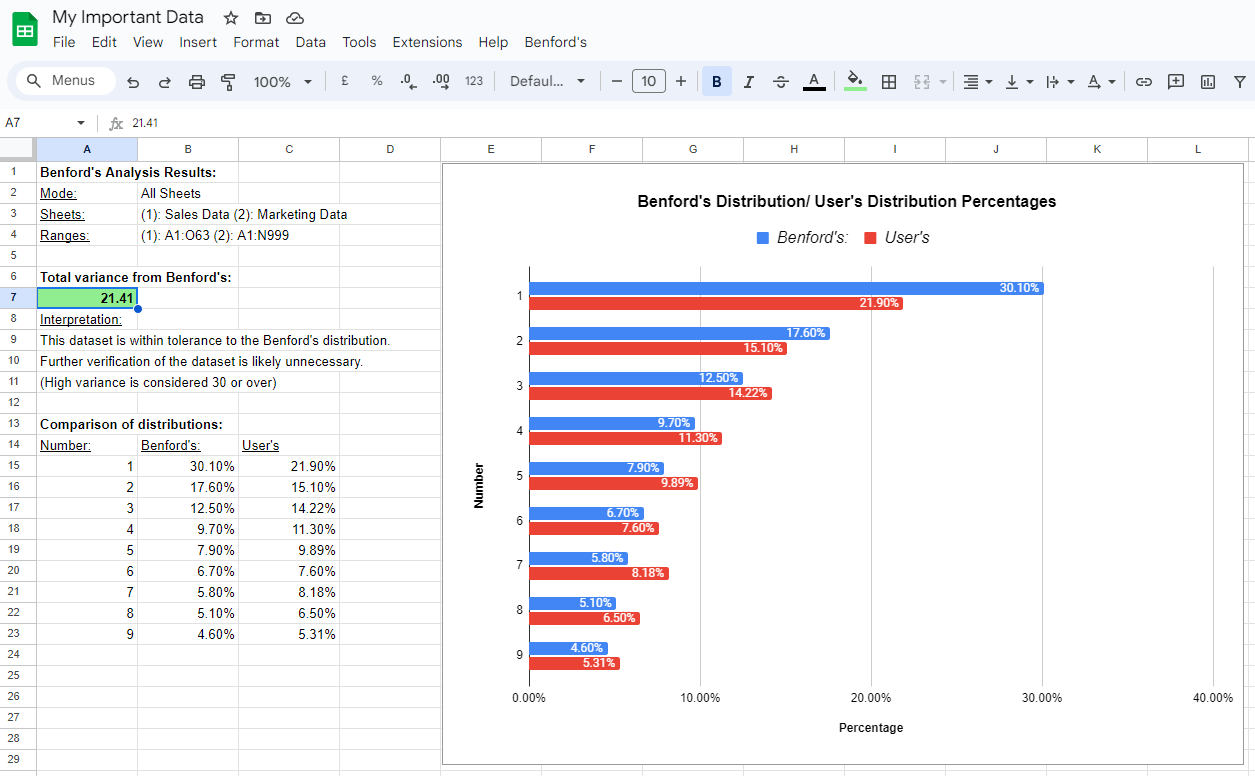 My Important Data
File Edit View Insert Format Data Tools Extensions Help Benford's
Menus 100% £ % .0 .00 123 Defaul... 10 B I S A A
A7 fx 21.41
A B C D E F G H I J K L
1 Benford's Analysis Results:
2 Mode: All Sheets
3 Sheets: (1): Sales Data (2): Marketing Data
4 Ranges: (1): A1:O63 (2): A1:N999
5
6 Total variance from Benford's:
7 21.41
8 Interpretation:
9 This dataset is within tolerance to the Benford's distribution.
10 Further verification of the dataset is likely unnecessary.
11 (High variance is considered 30 or over)
12
13 Comparison of distributions:
14 Number: Benford's: User's
15 1 30.10% 21.90%
16 2 17.60% 15.10%
17 3 12.50% 14.22%
18 4 9.70% 11.30%
19 5 7.90% 9.89%
20 6 6.70% 7.60%
21 7 5.80% 8.18%
22 8 5.10% 6.50%
23 9 4.60% 5.31%
24
25
26
27
28
29
Benford's Distribution/ User's Distribution Percentages
Benford's: User's
Number
1 30.10%
21.90%
2 17.60%
15.10%
3 12.50%
14.22%
4 9.70%
11.30%
5 7.90%
9.89%
6 6.70%
7.60%
7 5.80%
8.18%
8 5.10%
6.50%
9 4.60%
5.31%
0.00% 10.00% 20.00% 30.00% 40.00%
Percentage